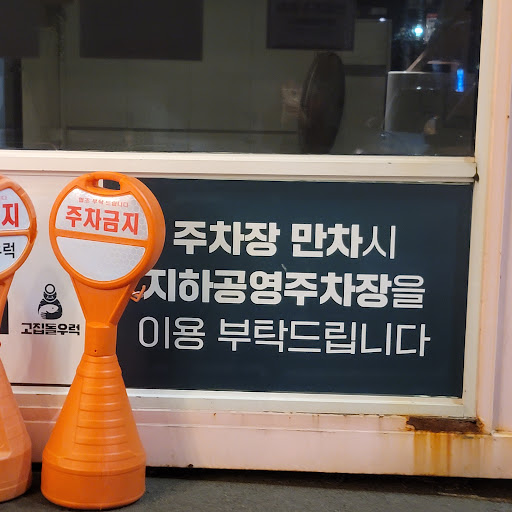 주차금지
지
럭
고집돌우럭
주차장 만차시
지하공영주차장을
이용 부탁드립니다